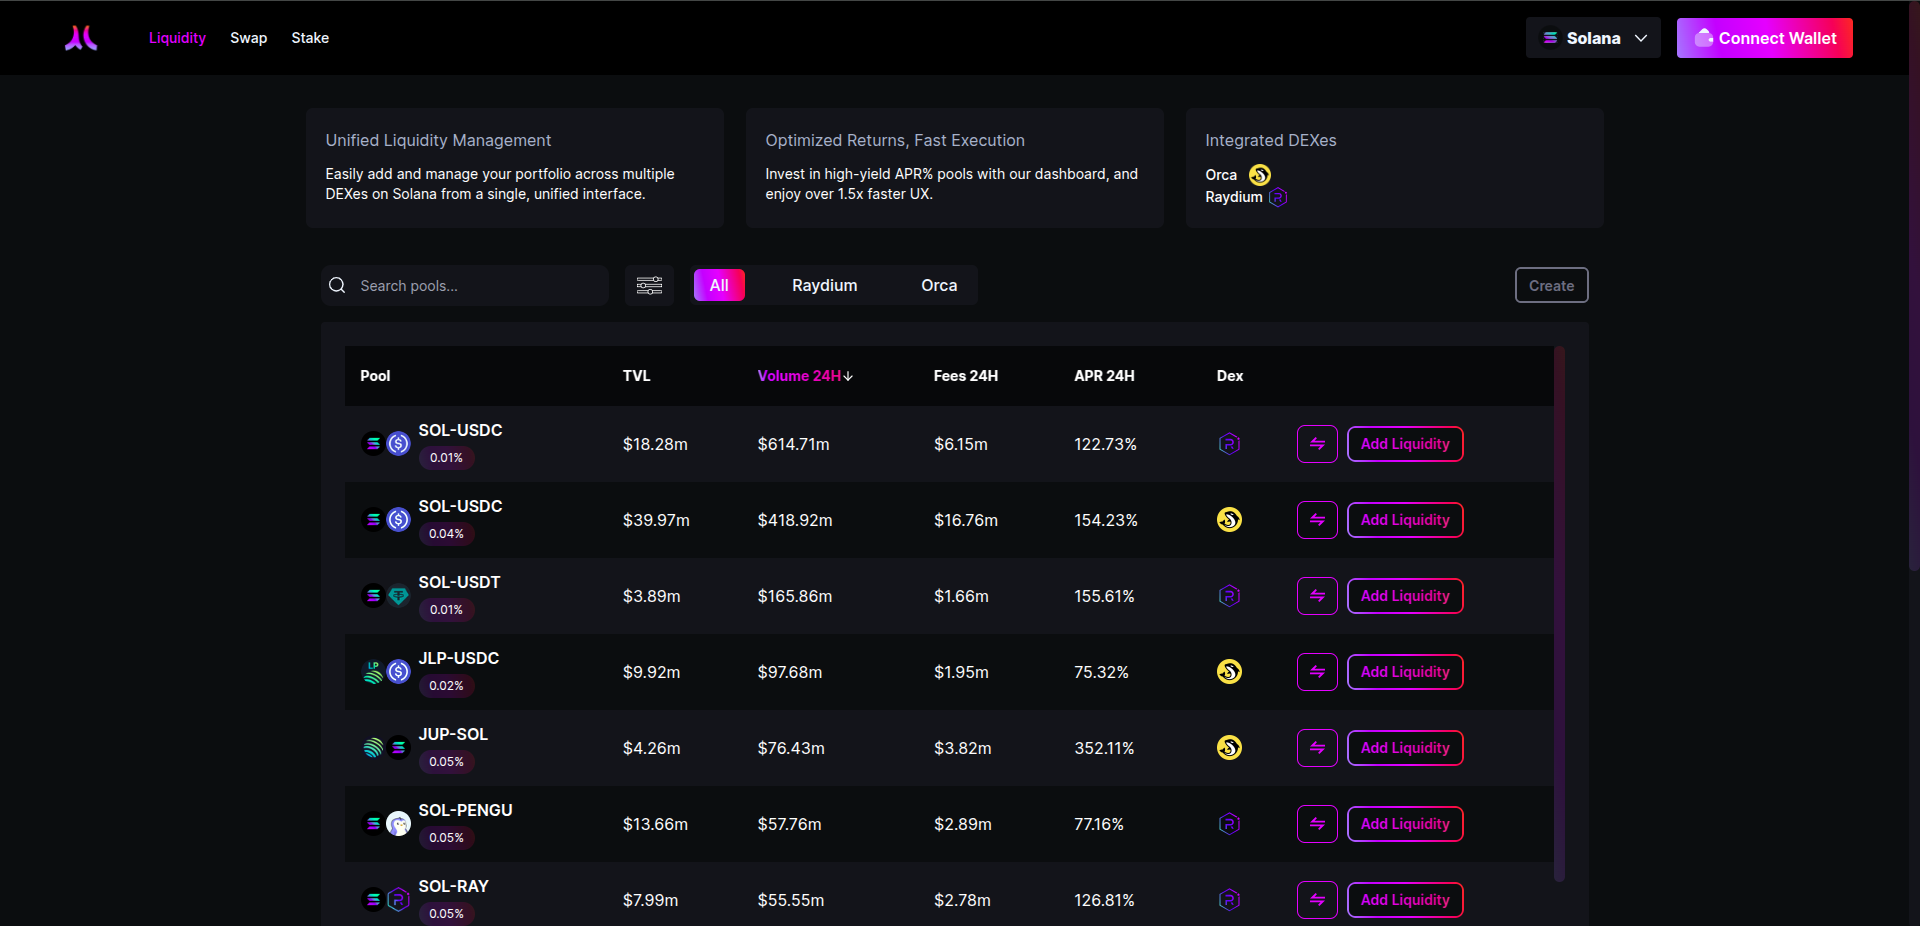 Liquidity Swap Stake Solana Connect Wallet
Unified Liquidity Management
Easily add and manage your portfolio across multiple
DEXes on Solana from a single, unified interface.
Optimized Returns, Fast Execution
Invest in high-yield APR% pools with our dashboard, and
enjoy over 1.5x faster UX.
Integrated DEXes
Orca
Raydium
Search pools... All Raydium Orca Create
Pool TVL Volume 24H↓ Fees 24H APR 24H Dex
SOL-USDC
0.01%
$18.28m $614.71m $6.15m 122.73% Add Liquidity
SOL-USDC
0.04%
$39.97m $418.92m $16.76m 154.23% Add Liquidity
SOL-USDT
0.01%
$3.89m $165.86m $1.66m 155.61% Add Liquidity
JLP-USDC
0.02%
$9.92m $97.68m $1.95m 75.32% Add Liquidity
JUP-SOL
0.05%
$4.26m $76.43m $3.82m 352.11% Add Liquidity
SOL-PENGU
0.05%
$13.66m $57.76m $2.89m 77.16% Add Liquidity
SOL-RAY
0.05%
$7.99m $55.55m $2.78m 126.81% Add Liquidity